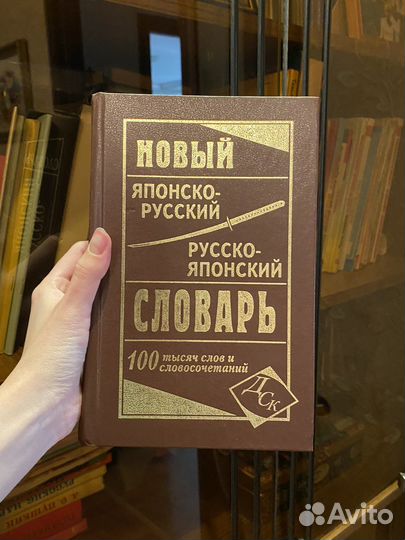 НОВЫЙ
ЯПОНСКО-
РУССКИЙ
РУССКО-
ЯПОНСКИЙ
СЛОВАРЬ
100 тысяч слов и
словосочетаний
ДСК
Avito